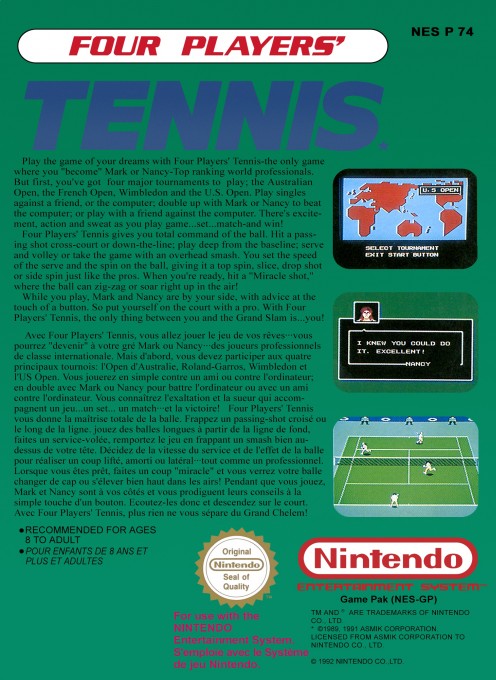 NES P 74
FOUR PLAYERS'
TENNIS
Play the game of your dreams with Four Players' Tennis-the only game
where you "become" Mark or Nancy-Top ranking world professionals.
But first, you've got four major tournaments to play; the Australian
Open, the French Open, Wimbledon and the U.S. Open. Play singles
against a friend, or the computer; double up with Mark or Nancy to beat
the computer; or play with a friend against the computer. There's excite-
ment, action and sweat as you play game...set...match-and win!
Four Players' Tennis gives you total command of the ball. Hit a pass-
ing shot cross-court or down-the-line; play deep from the baseline; serve
and volley or take the game with an overhead smash. You set the speed
of the serve and the spin on the ball, giving it a top spin, slice, drop shot
or side spin just like the pros. When you're ready, hit a "Miracle shot,"
where the ball can zig-zag or soar right up in the air!
While you play, Mark and Nancy are by your side, with advice at the
touch of a button. So put yourself on the court with a pro. With Four
Players' Tennis, the only thing between you and the Grand Slam is...you!
Avec Four Players' Tennis, vous allez jouer le jeu de vos rêves--vous
pourrez "devenir" à votre gré Mark ou Nancy--des joueurs professionels
de classe internationale. Mais d'abord, vous devez participer aux quatre
principaux tournois: l'Open d'Australie, Roland-Garros, Wimbledon et
l'US Open. Vous jouerez en simple contre un ami ou contre l'ordinateur;
en double avec Mark ou Nancy pour battre l'ordinateur ou avec un ami
contre l'ordinateur. Vous connaîtrez l'exaltation et la sueur qui accom-
pagnent un jeu...un set... un match--et la victoire! Four Players' Tennis
vous donne la maîtrise totale de la balle. Frappez un passing-shot croisé ou
le long de la ligne, jouez des balles longues à partir de la ligne de fond,
faites un service-volée, remportez le jeu en frappant un smash bien au-
dessus de votre tête. Décidez de la vitesse du service et de l'effet de la balle
pour réaliser un coup lifté, amorti ou latéral--tout comme un professionnel.
Lorsque vous êtes prêt, faites un coup "miracle" et vous verrez votre balle
changer de cap ou s'élever bien haut dans les airs! Pendant que vous jouez,
Mark et Nancy sont à vos côtés et vous prodiguent leurs conseils à la
simple touche d'un bouton. Ecoutez-les donc et descendez sur le court.
Avec Four Players' Tennis, plus rien ne vous sépare du Grand Chelem!
U.S OPEN
SELECT TOURNAMENT
EXIT START BUTTON
I KNEW YOU COULD DO
IT. EXCELLENT!
NANCY
•RECOMMENDED FOR AGES
8 TO ADULT
•POUR ENFANTS DE 8 ANS ET
PLUS ET ADULTES
Original
Nintendo
Seal of
Quality
For use with the
NINTENDO
Entertainment System
S'emploie avec le Système
de jeu Nintendo.
Nintendo
ENTERTAINMENT SYSTEM
Game Pak (NES-GP)
TM AND ® ARE TRADEMARKS OF NINTENDO
CO., LTD.
* ©1989, 1991 ASMIK CORPORATION.
LICENSED FROM ASMIK CORPORATION TO
NINTENDO CO., LTD.
© 1992 NINTENDO CO., LTD.